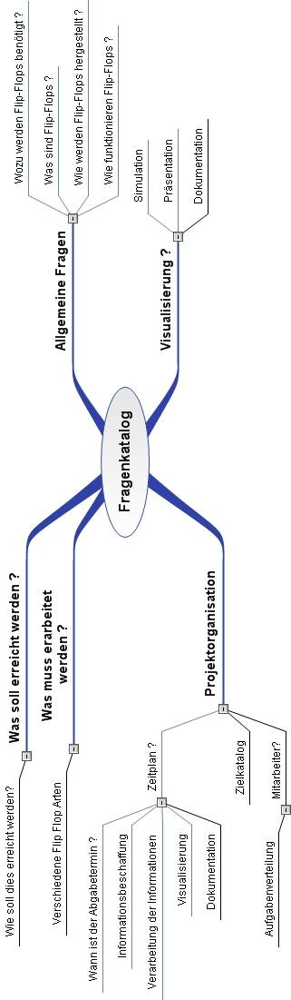 Fragenkatalog
Allgemeine Fragen
Wozu werden Flip-Flops benötigt ?
Was sind Flip-Flops ?
Wie werden Flip-Flops hergestellt ?
Wie funktionieren Flip-Flops ?
Visualisierung ?
Simulation
Präsentation
Dokumentation
Was soll erreicht werden ?
Wie soll dies erreicht werden?
Was muss erarbeitet
werden ?
Verschiedene Flip Flop Arten
Projektorganisation
Zeitplan ?
Wann ist der Abgabetermin ?
Informationsbeschaffung
Verarbeitung der Informationen
Visualisierung
Dokumentation
Zielkatalog
Mitarbeiter?
Aufgabenverteilung